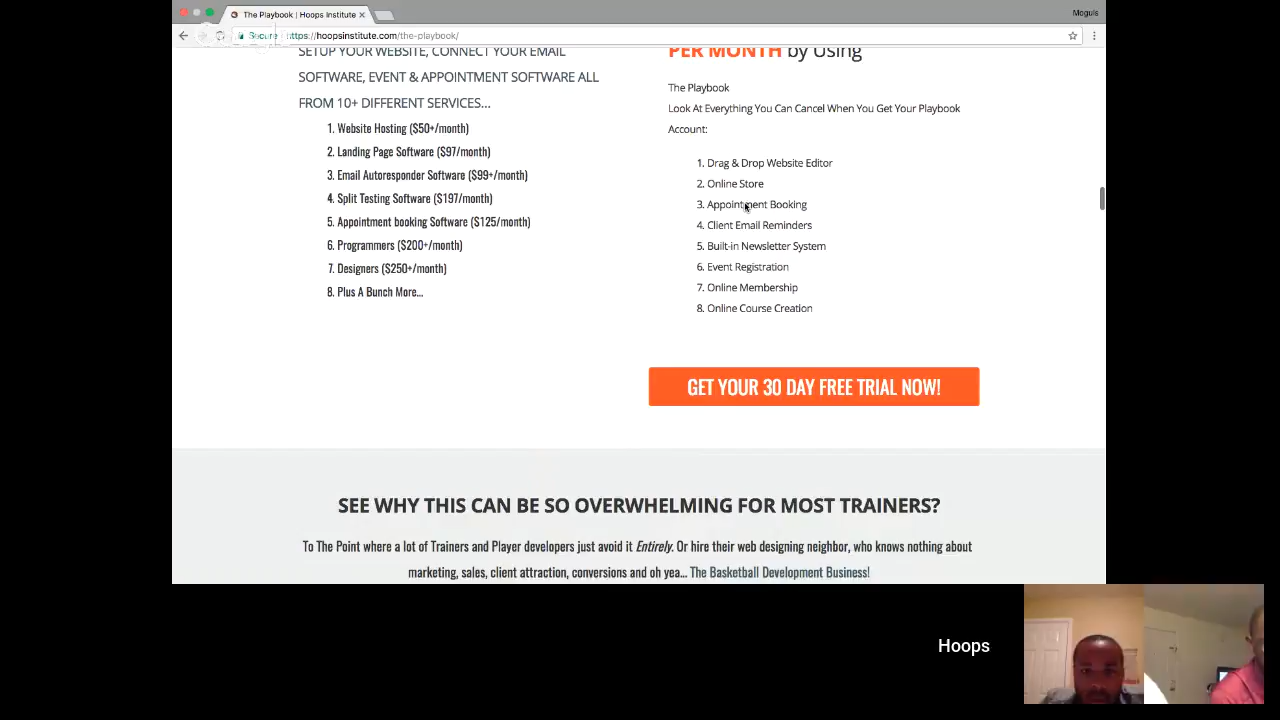 The Playbook | Hoops Institute
Moguls
Secure
https://hoopsinstitute.com/the-playbook/
SETUP YOUR WEBSITE, CONNECT YOUR EMAIL
SOFTWARE, EVENT & APPOINTMENT SOFTWARE ALL
FROM 10+ DIFFERENT SERVICES...
1. Website Hosting ($50+/month)
2. Landing Page Software ($97/month)
3. Email Autoresponder Software ($99+/month)
4. Split Testing Software ($197/month)
5. Appointment booking Software ($125/month)
6. Programmers ($200+/month)
7. Designers ($250+/month)
8. Plus A Bunch More...
PER MONTH by Using
The Playbook
Look At Everything You Can Cancel When You Get Your Playbook
Account:
1. Drag & Drop Website Editor
2. Online Store
3. Appointment Booking
4. Client Email Reminders
5. Built-in Newsletter System
6. Event Registration
7. Online Membership
8. Online Course Creation
GET YOUR 30 DAY FREE TRIAL NOW!
SEE WHY THIS CAN BE SO OVERWHELMING FOR MOST TRAINERS?
To The Point where a lot of Trainers and Player developers just avoid it Entirely. Or hire their web designing neighbor, who knows nothing about
marketing, sales, client attraction, conversions and oh yea... The Basketball Development Business!
Hoops